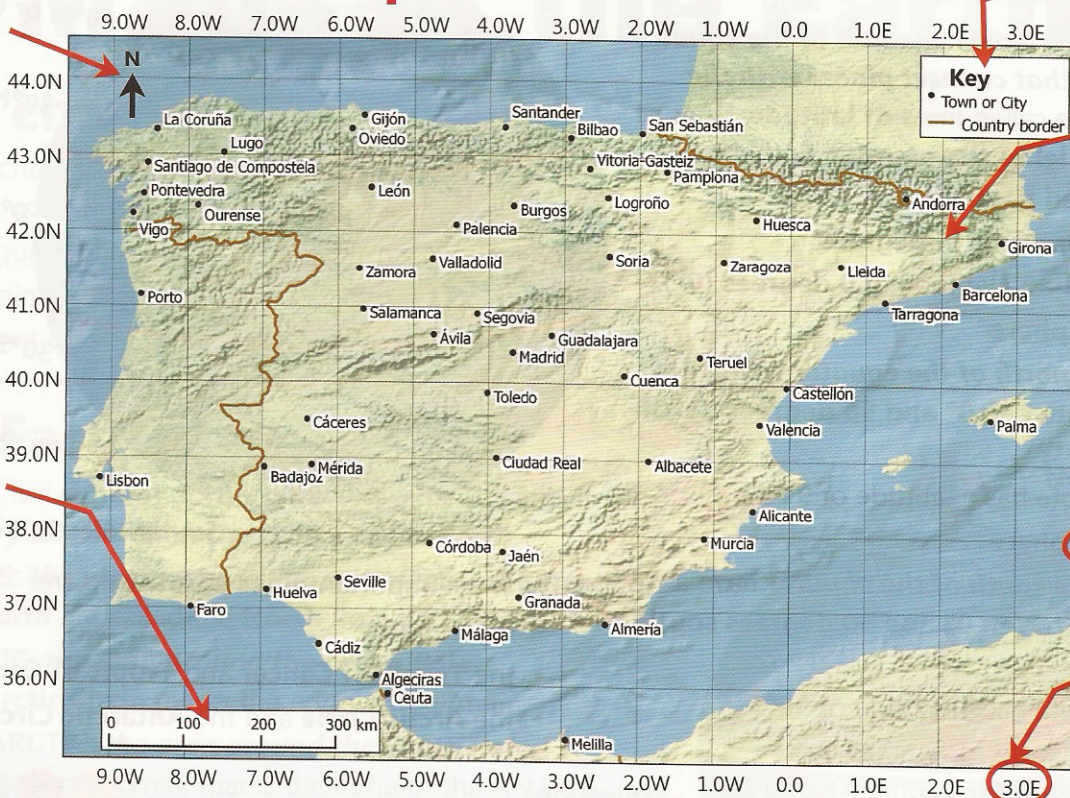 9.0W 8.0W 7.0W 6.0W 5.0W 4.0W 3.0W 2.0W 1.0W 0.0 1.0E 2.0E 3.0E
N
44.0N
Key
Town or City
Country border
La Coruña
Gijón
Santander
Oviedo
Bilbao
San Sebastián
Lugo
43.0N
Santiago de Compostela
Vitoria-Gasteiz
Pamplona
Pontevedra
León
Logroño
Andorra
Ourense
Burgos
Huesca
42.0N
Vigo
Palencia
Girona
Zamora
Valladolid
Soria
Zaragoza
Lleida
41.0N
Porto
Barcelona
Salamanca
Segovia
Tarragona
Ávila
Guadalajara
Madrid
Teruel
40.0N
Cuenca
Toledo
Castellón
Cáceres
Valencia
Palma
39.0N
Badajoz
Mérida
Ciudad Real
Albacete
Lisbon
38.0N
Alicante
Córdoba
Jaén
Murcia
37.0N
Huelva
Seville
Faro
Granada
Málaga
Almería
Cádiz
36.0N
Algeciras
Ceuta
0 100 200 300 km
Melilla
9.0W 8.0W 7.0W 6.0W 5.0W 4.0W 3.0W 2.0W 1.0W 0.0 1.0E 2.0E 3.0E